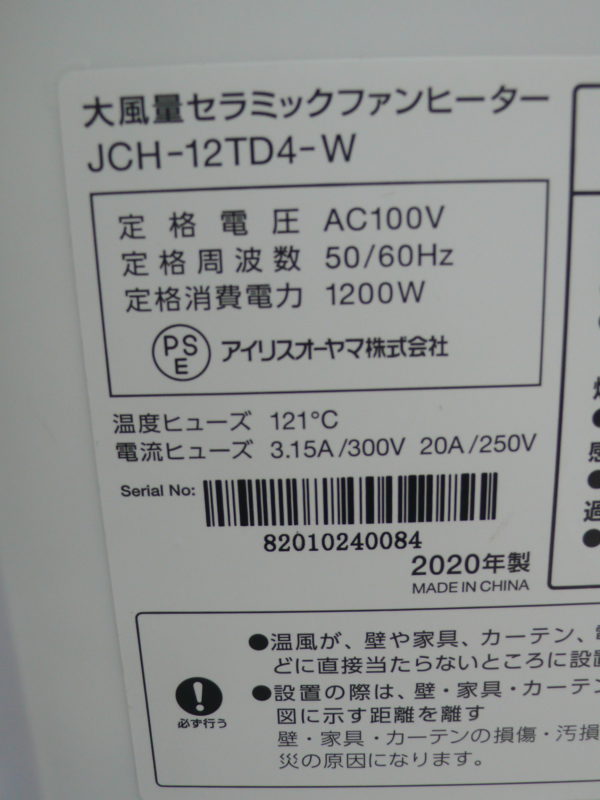 大風量セラミックファンヒーター
JCH-12TD4-W
定格電圧 AC100V
定格周波数 50/60Hz
定格消費電力 1200W
PS
E
アイリスオーヤマ株式会社
温度ヒューズ 121°C
電流ヒューズ 3.15A/300V 20A/250V
Serial No:
82010240084
2020年製
MADE IN CHINA
必ず行う
●温風が、壁や家具、カーテン、
どに直接当たらないところに設置
●設置の際は、壁・家具・カーテン
図に示す距離を離す
壁・家具・カーテンの損傷・汚損
災の原因になります。
感
過